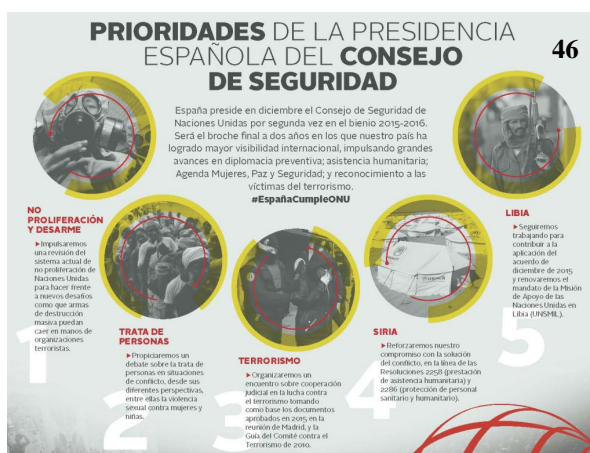 PRIORIDADES DE LA PRESIDENCIA
ESPAÑOLA DEL CONSEJO
DE SEGURIDAD
46
España preside en diciembre el Consejo de Seguridad de
Naciones Unidas por segunda vez en el bienio 2015-2016.
Será el broche final a dos años en los que nuestro país ha
logrado mayor visibilidad internacional, impulsando grandes
avances en diplomacia preventiva; asistencia humanitaria;
Agenda Mujeres, Paz y Seguridad; y reconocimiento a las
víctimas del terrorismo.
#EspañaCumpleONU
NO
PROLIFERACIÓN
Y DESARME
►Impulsaremos
una revisión del
sistema actual de
no proliferación de
Naciones Unidas
para hacer frente
a nuevos desafíos
como que armas
de destrucción
masiva puedan
caer en manos de
organizaciones
terroristas.
1
TRATA DE
PERSONAS
►Propiciaremos un
debate sobre la trata
de personas en
situaciones de
conflicto, desde sus
diferentes perspectivas,
entre ellas la violencia
sexual contra mujeres y
niñas.
2
TERRORISMO
►Organizaremos un
encuentro sobre cooperación
judicial en la lucha contra
el terrorismo tomando
como base los documentos
aprobados en 2015, en la
reunión de Madrid, y la
Guía del Comité contra el
Terrorismo de 2010.
3
SIRIA
►Reforzaremos nuestro
compromiso con la solución
del conflicto, en la línea de las
Resoluciones 2258 (prestación
de asistencia humanitaria) y
2286 (protección de personal
sanitario y humanitario).
4
LIBIA
►Seguiremos
trabajando para
contribuir a la
aplicación del
acuerdo de
diciembre de 2015
y renovaremos el
mandato de la Misión
de Apoyo de las
Naciones Unidas en
Libia (UNSMIL).
5